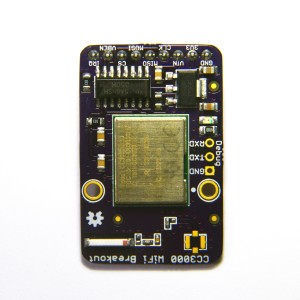 IRQ VBEN CS MOSI MISO CLK VIN 3V3 GND
Debug
RXD
TXD
GND
CC3000 WiFi Breakout